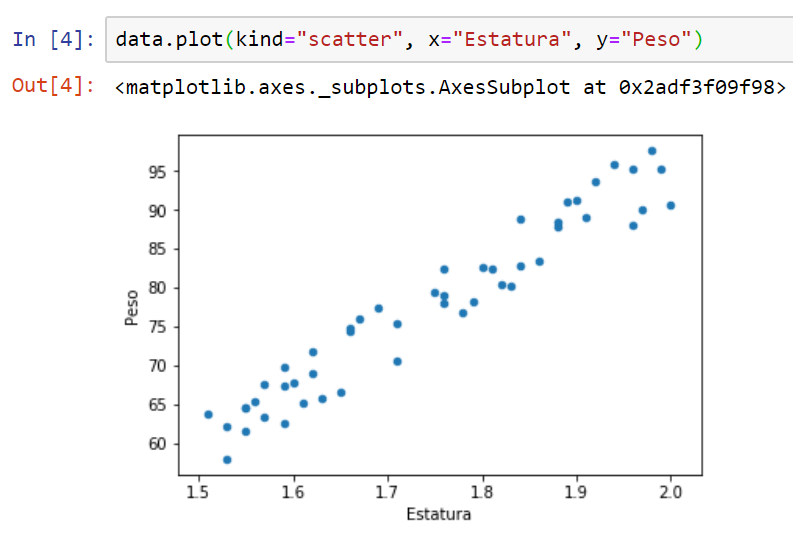 In [4]: data.plot(kind="scatter", x="Estatura", y="Peso")
Out[4]: <matplotlib.axes._subplots.AxesSubplot at 0x2adf3f09f98>
95
90
85
80
75
70
65
60
Peso
1.5 1.6 1.7 1.8 1.9 2.0
Estatura